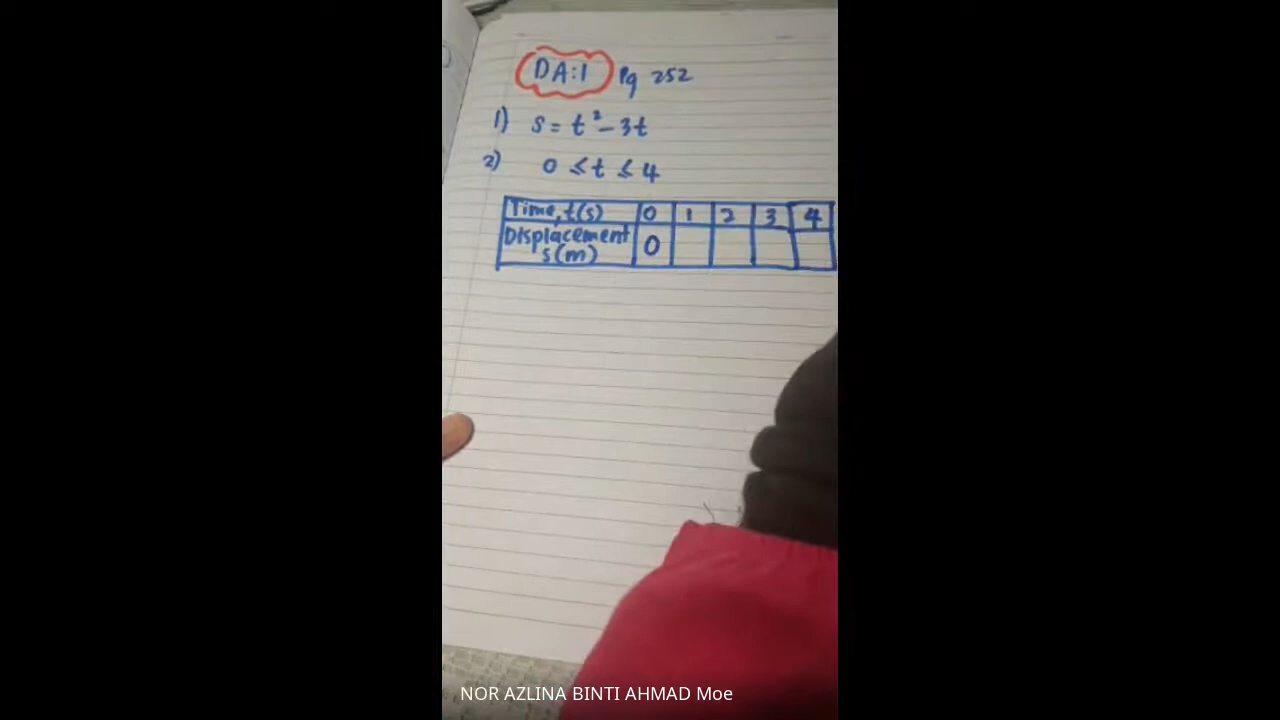 DA:1 Pg 252
1) s = t² - 3t
2) 0 ≤ t ≤ 4
Time, t(s) 0 1 2 3 4
Displacement s(m) 0
NOR AZLINA BINTI AHMAD Moe